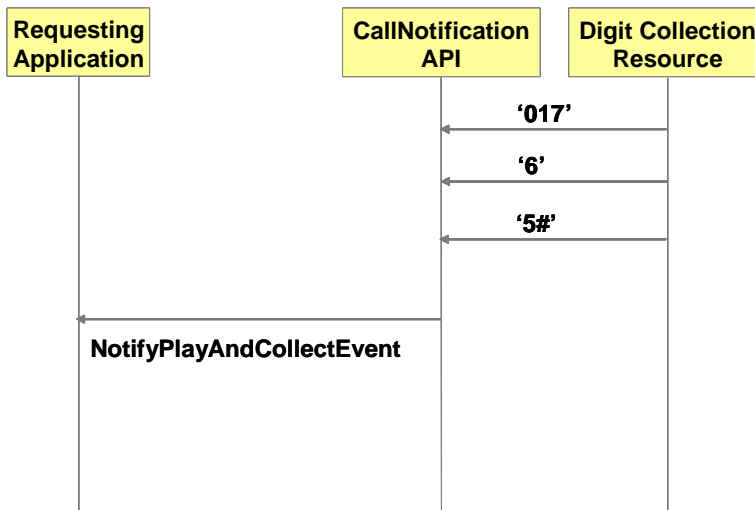 Requesting
Application
CallNotification
API
Digit Collection
Resource
‘017’
‘6’
‘5#’
NotifyPlayAndCollectEvent